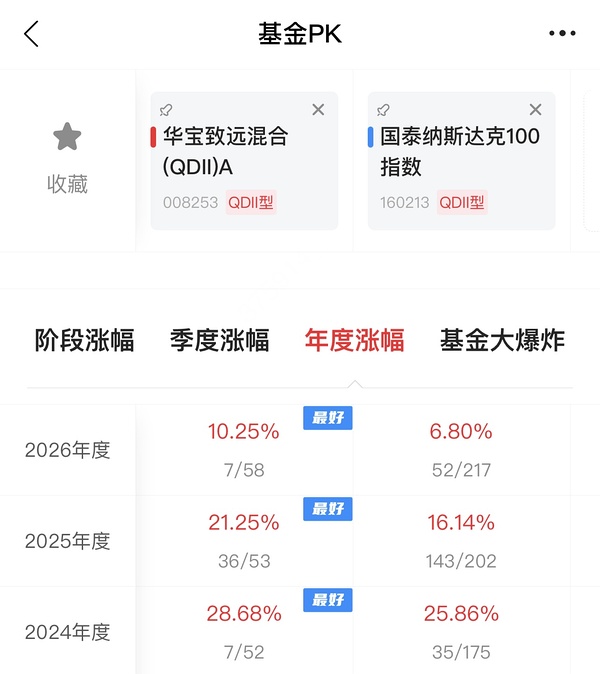 基金PK
收藏
华宝致远混合
(QDII)A
008253 QDII型
国泰纳斯达克100
指数
160213 QDII型
阶段涨幅 季度涨幅 年度涨幅 基金大爆炸
2026年度 10.25% 最好 6.80%
7/58 52/217
2025年度 21.25% 最好 16.14%
36/53 143/202
2024年度 28.68% 最好 25.86%
7/52 35/175